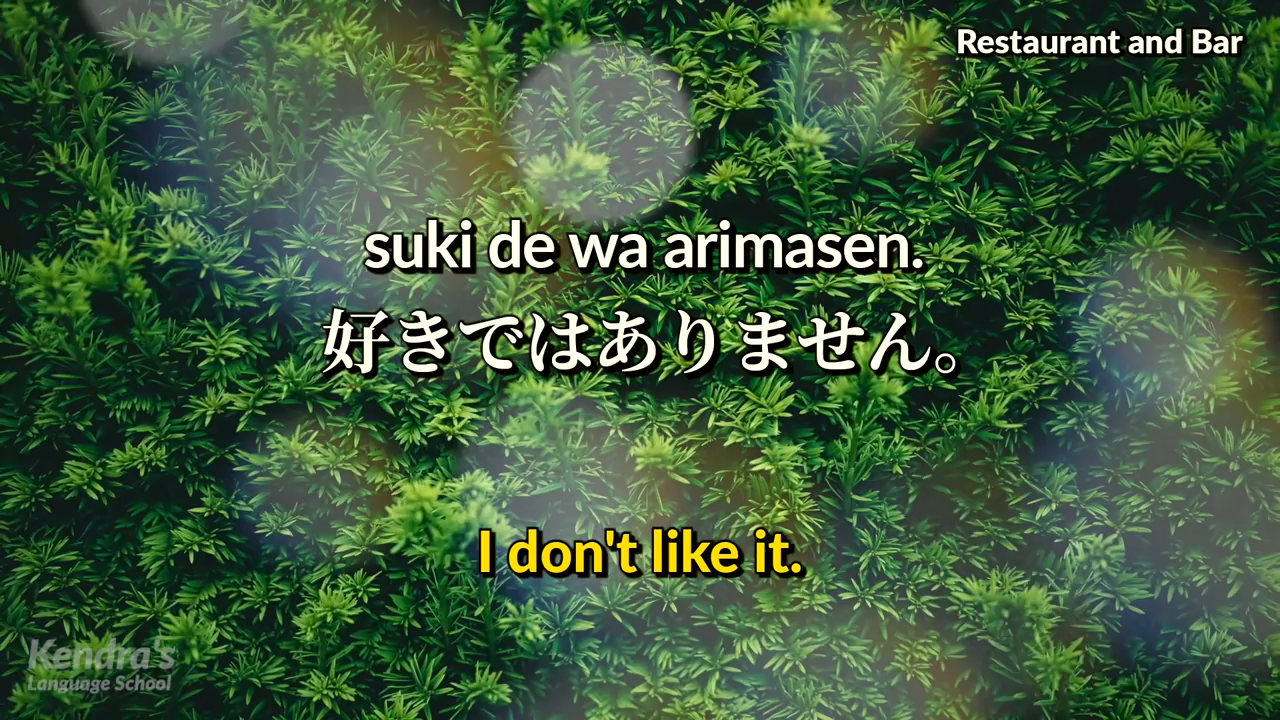 Restaurant and Bar
suki de wa arimasen.
好きではありません。
I don't like it.
Kendra's
Language School